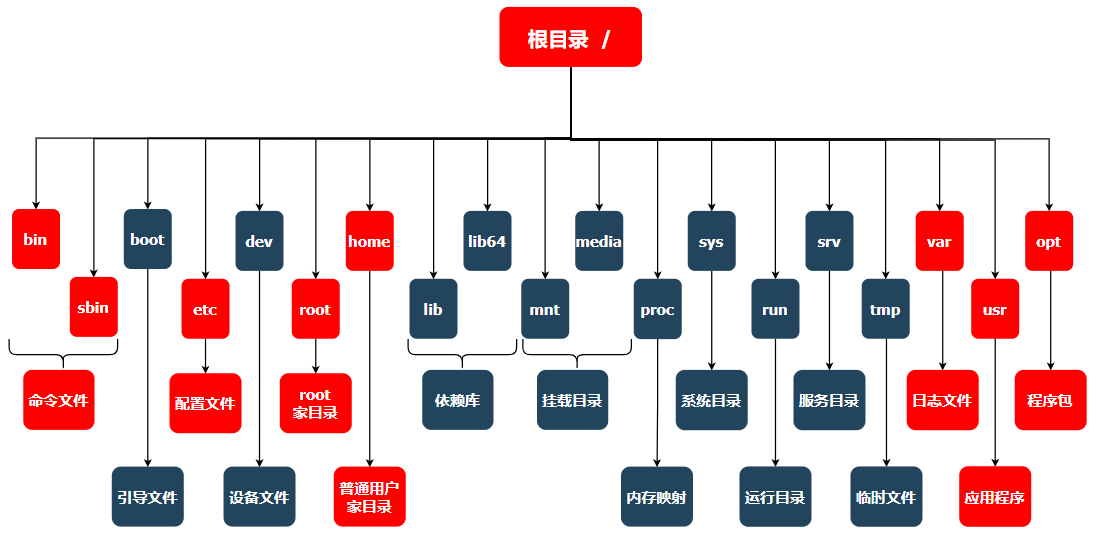 根目录 /
bin
boot
dev
home
lib64
media
sys
srv
var
opt
sbin
etc
root
lib
mnt
proc
run
tmp
usr
命令文件
配置文件
root
家目录
依赖库
挂载目录
系统目录
服务目录
日志文件
程序包
引导文件
设备文件
普通用户
家目录
内存映射
运行目录
临时文件
应用程序